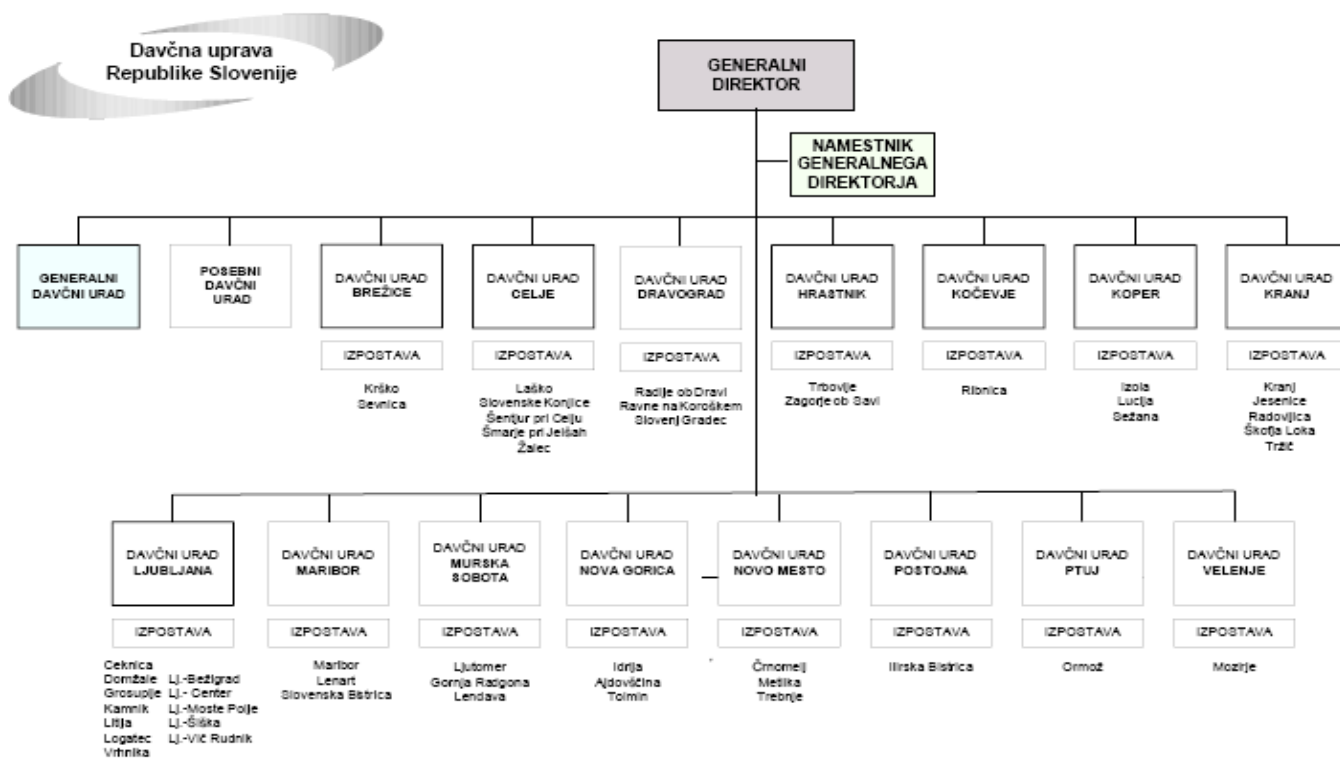 Davčna uprava
Republike Slovenije
GENERALNI
DIREKTOR
NAMESTNIK
GENERALNEGA
DIREKTORJA
GENERALNI
DAVČNI URAD
POSEBNI
DAVČNI
URAD
DAVČNI URAD
BREŽICE
IZPOSTAVA
Krško
Sevnica
DAVČNI URAD
CELJE
IZPOSTAVA
Laško
Slovenske Konjice
Šentjur pri Celju
Šmarje pri Jelšah
Žalec
DAVČNI URAD
DRAVOGRAD
IZPOSTAVA
Radlje ob Dravi
Ravne na Koroškem
Slovenj Gradec
DAVČNI URAD
HRASTNIK
IZPOSTAVA
Trbovlje
Zagorje ob Savi
DAVČNI URAD
KOČEVJE
IZPOSTAVA
Ribnica
DAVČNI URAD
KOPER
IZPOSTAVA
Izola
Lucija
Sežana
DAVČNI URAD
KRANJ
IZPOSTAVA
Kranj
Jesenice
Radovljica
Škofja Loka
Tržič
DAVČNI URAD
LJUBLJANA
IZPOSTAVA
Ceknica
Domžale Lj.-Bežigrad
Grosuplje Lj.- Center
Kamnik Lj.-Moste Polje
Litija Lj.-Šiška
Logatec Lj.-Vič Rudnik
Vrhnika
DAVČNI URAD
MARIBOR
IZPOSTAVA
Maribor
Lenart
Slovenska Bistrica
DAVČNI URAD
MURSKA
SOBOTA
IZPOSTAVA
Ljutomer
Gornja Radgona
Lendava
DAVČNI URAD
NOVA GORICA
IZPOSTAVA
Idrija
Ajdovščina
Tolmin
DAVČNI URAD
NOVO MESTO
IZPOSTAVA
Črnomelj
Metlika
Trebnje
DAVČNI URAD
POSTOJNA
IZPOSTAVA
Ilirska Bistrica
DAVČNI URAD
PTUJ
IZPOSTAVA
Ormož
DAVČNI URAD
VELENJE
IZPOSTAVA
Mozirje